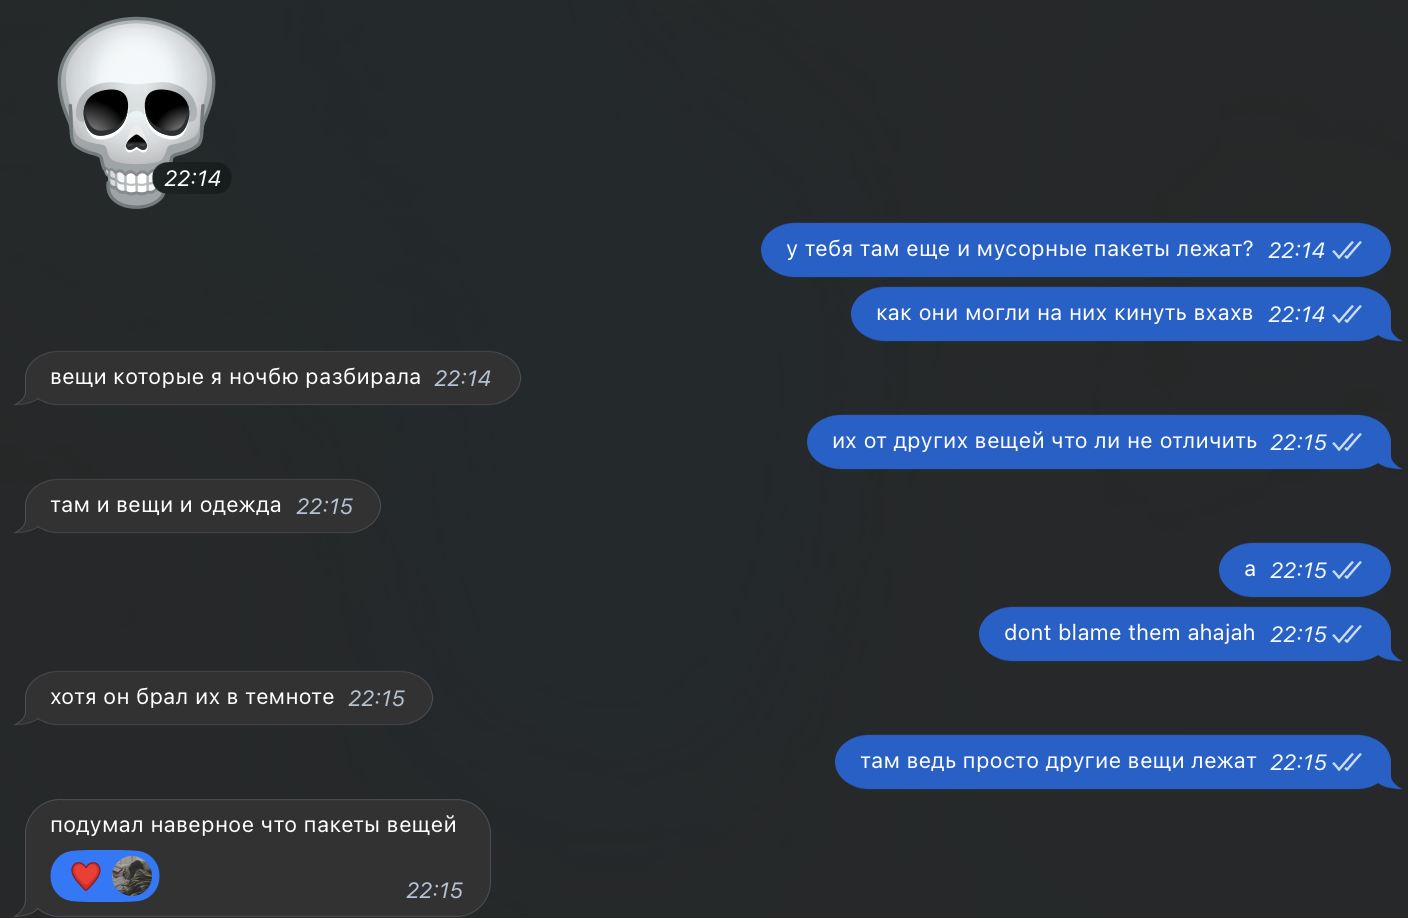 22:14
у тебя там еще и мусорные пакеты лежат? 22:14
как они могли на них кинуть вхахв 22:14
вещи которые я ночбю разбирала 22:14
их от других вещей что ли не отличить 22:15
там и вещи и одежда 22:15
а 22:15
dont blame them ahajah 22:15
хотя он брал их в темноте 22:15
там ведь просто другие вещи лежат 22:15
подумал наверное что пакеты вещей
22:15